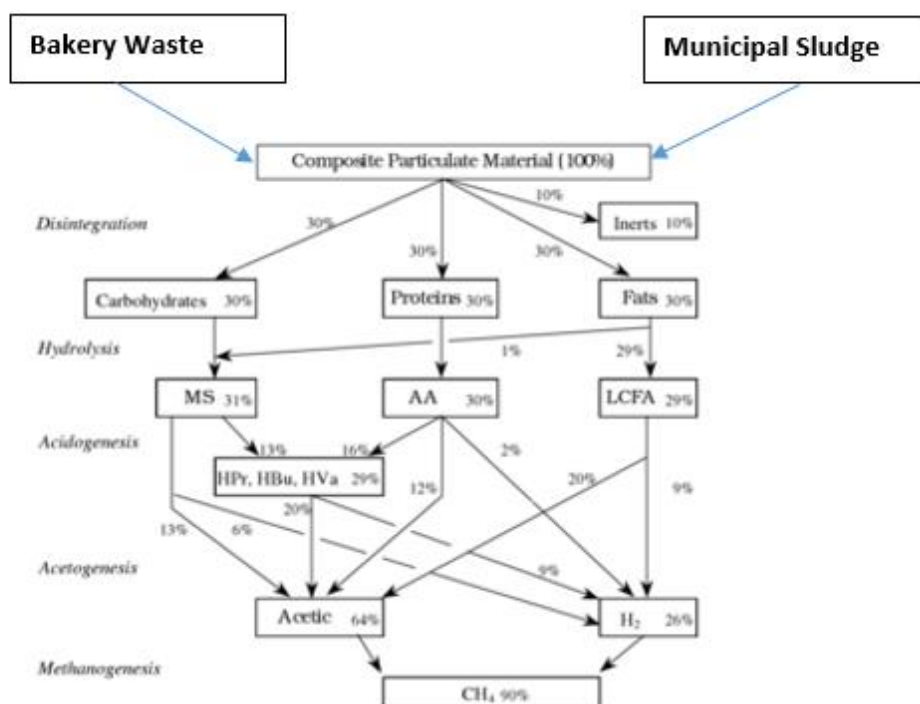 Bakery Waste
Municipal Sludge
Composite Particulate Material (100%)
10%
Disintegration
30%
Inerts 10%
30%
30%
Carbohydrates 30%
Proteins 30%
Fats 30%
Hydrolysis
1%
29%
MS 31%
AA 30%
LCFA 29%
Acidogenesis
13%
16%
2%
HPr, HBu, HVa 29%
12%
20%
9%
20%
13%
6%
Acetogenesis
9%
Acetic 64%
H₂ 26%
Methanogenesis
CH₄ 90%